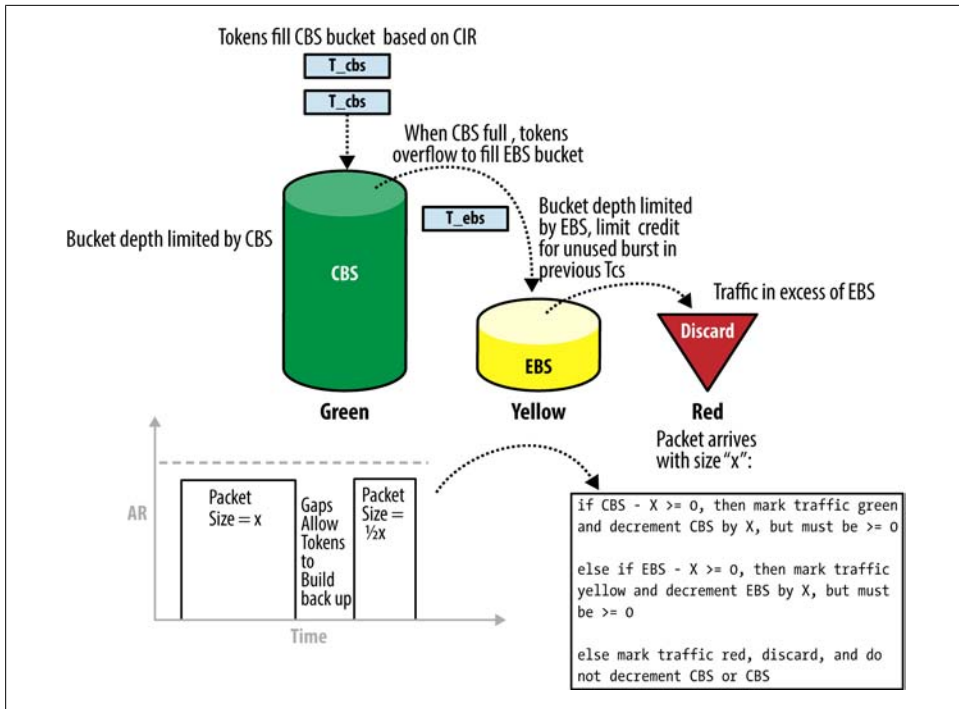 Tokens fill CBS bucket based on CIR
T_cbs
T_cbs
When CBS full , tokens
overflow to fill EBS bucket
T_ebs
Bucket depth limited
by EBS, limit credit
for unused burst in
previous Tcs
Bucket depth limited by CBS
CBS
Traffic in excess of EBS
Discard
EBS
Green
Yellow
Red
Packet arrives
with size “x”:
AR
Packet
Size = x
Gaps
Allow
Tokens
to
Build
back up
Packet
Size =
½x
Time
if CBS - X >= 0, then mark traffic green
and decrement CBS by X, but must be >= 0
else if EBS - X >= 0, then mark traffic
yellow and decrement EBS by X, but must
be >= 0
else mark traffic red, discard, and do
not decrement CBS or CBS